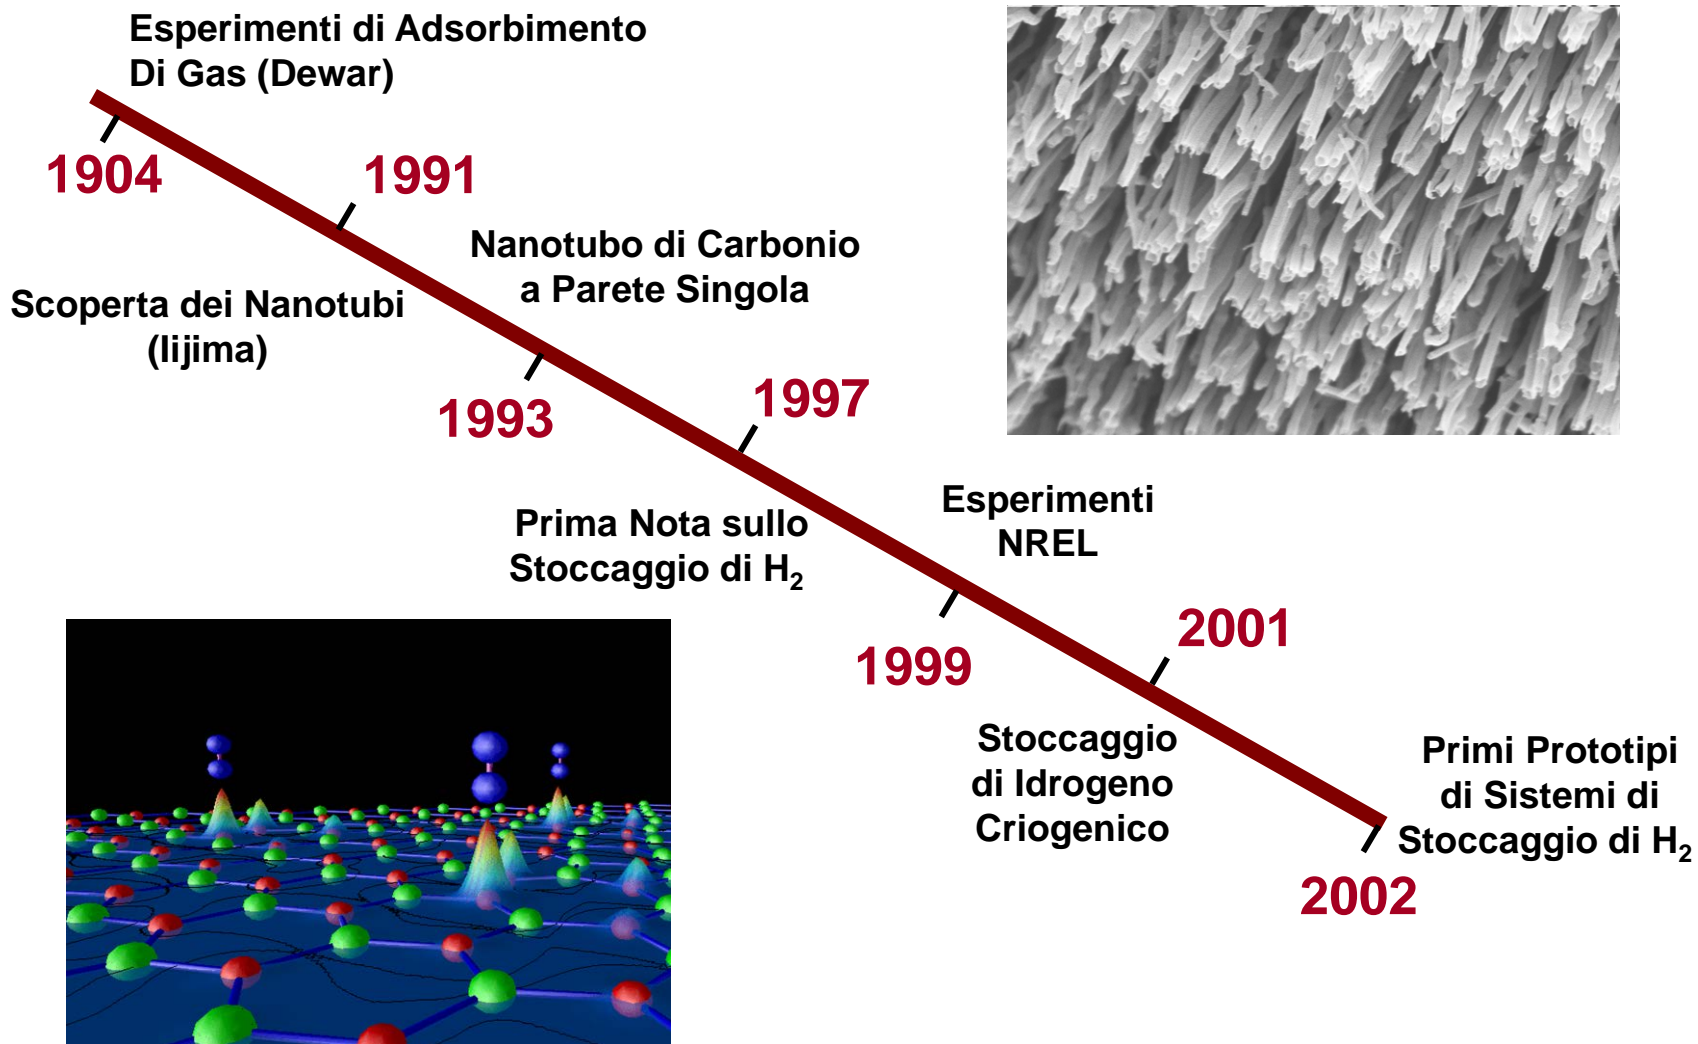 Esperimenti di Adsorbimento
Di Gas (Dewar)
1904
1991
Scoperta dei Nanotubi
(Iijima)
Nanotubo di Carbonio
a Parete Singola
1993
1997
Prima Nota sullo
Stoccaggio di H₂
Esperimenti
NREL
1999
2001
Stoccaggio
di Idrogeno
Criogenico
Primi Prototipi
di Sistemi di
Stoccaggio di H₂
2002